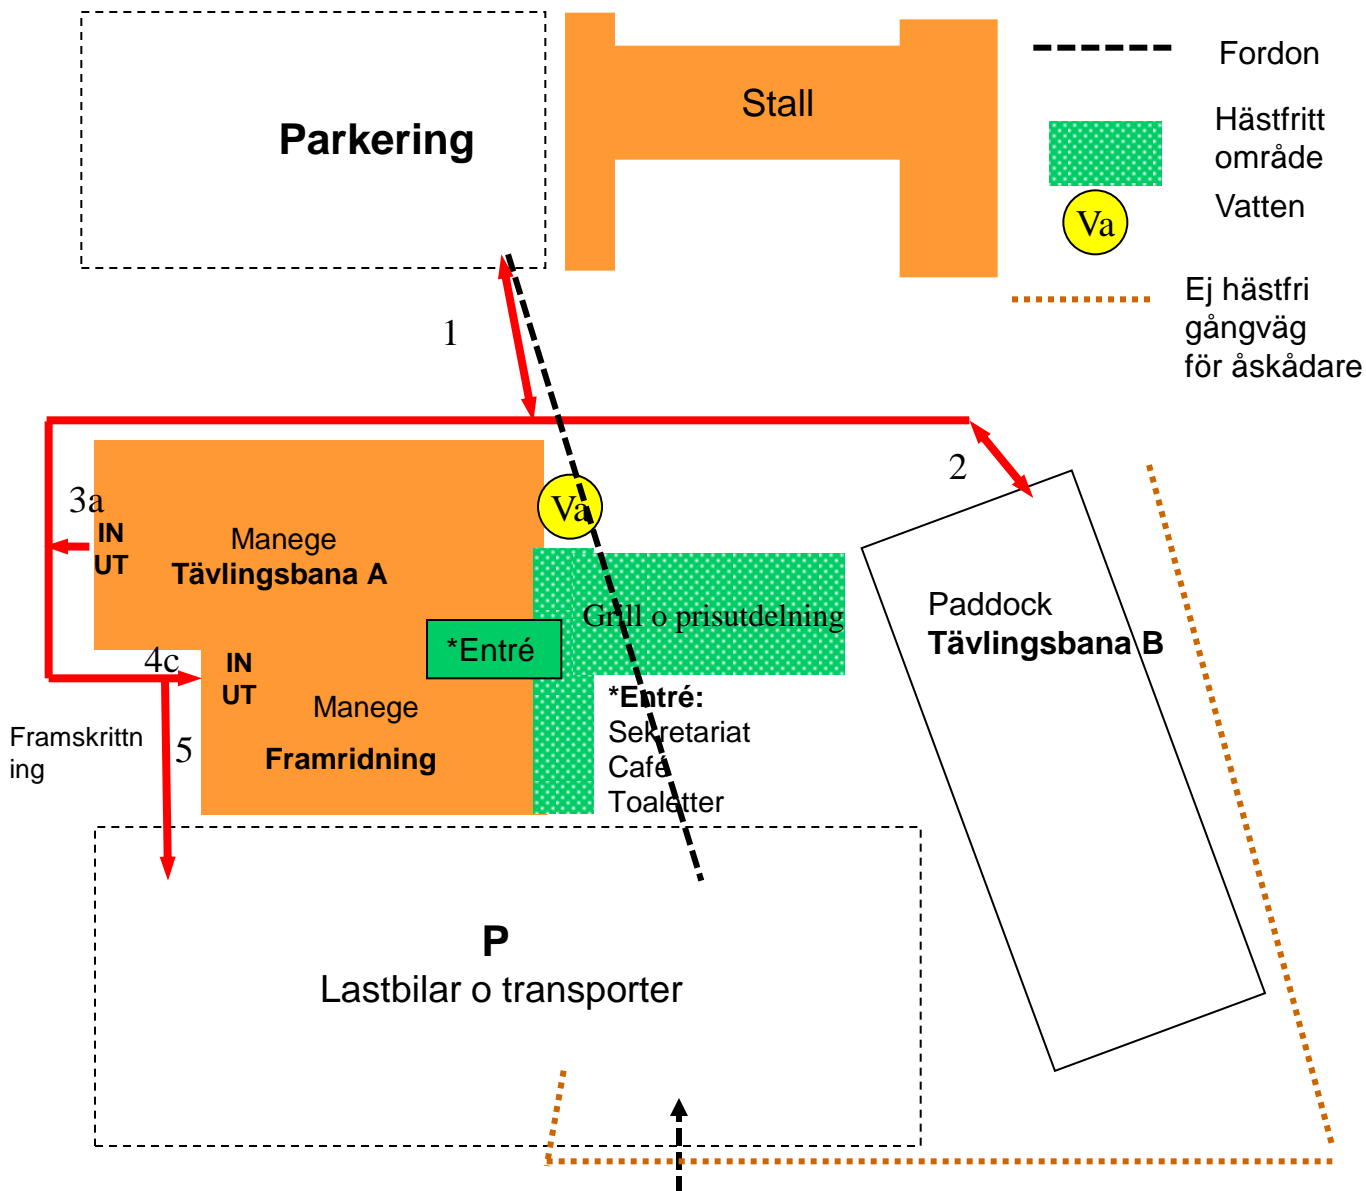 Parkering
Stall
Fordon
Hästfritt
område
Vatten
Va
Ej hästfri
gångväg
för åskådare
1
2
3a
IN
UT
Manege
Tävlingsbana A
Va
Grill o prisutdelning
Paddock
Tävlingsbana B
*Entré
4c
IN
UT
Manege
Framridning
*Entré:
Sekretariat
Café
Toaletter
Framskrittn
ing
5
P
Lastbilar o transporter